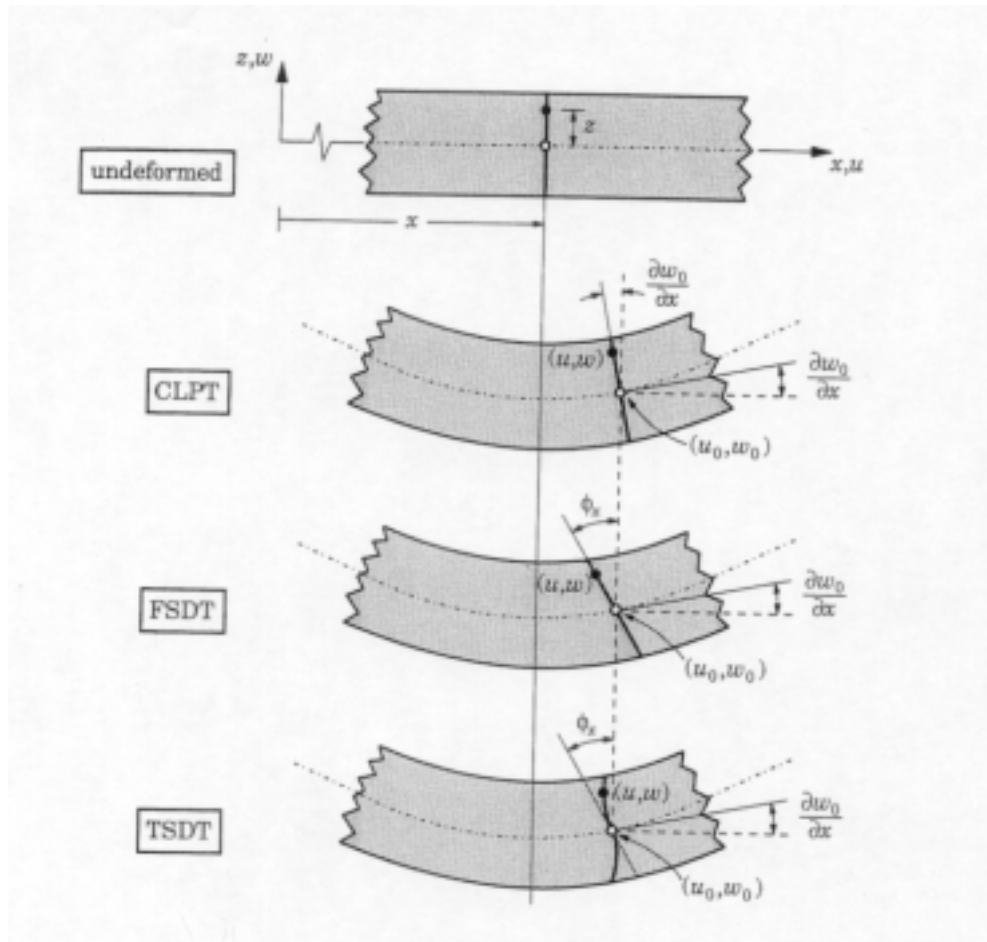 z,w
z
undeformed
x,u
x
∂w₀
∂x
(u,w)
∂w₀
∂x
CLPT
(u₀,w₀)
ϕₓ
(u,w)
∂w₀
∂x
FSDT
(u₀,w₀)
ϕₓ
(u,w)
∂w₀
∂x
TSDT
(u₀,w₀)